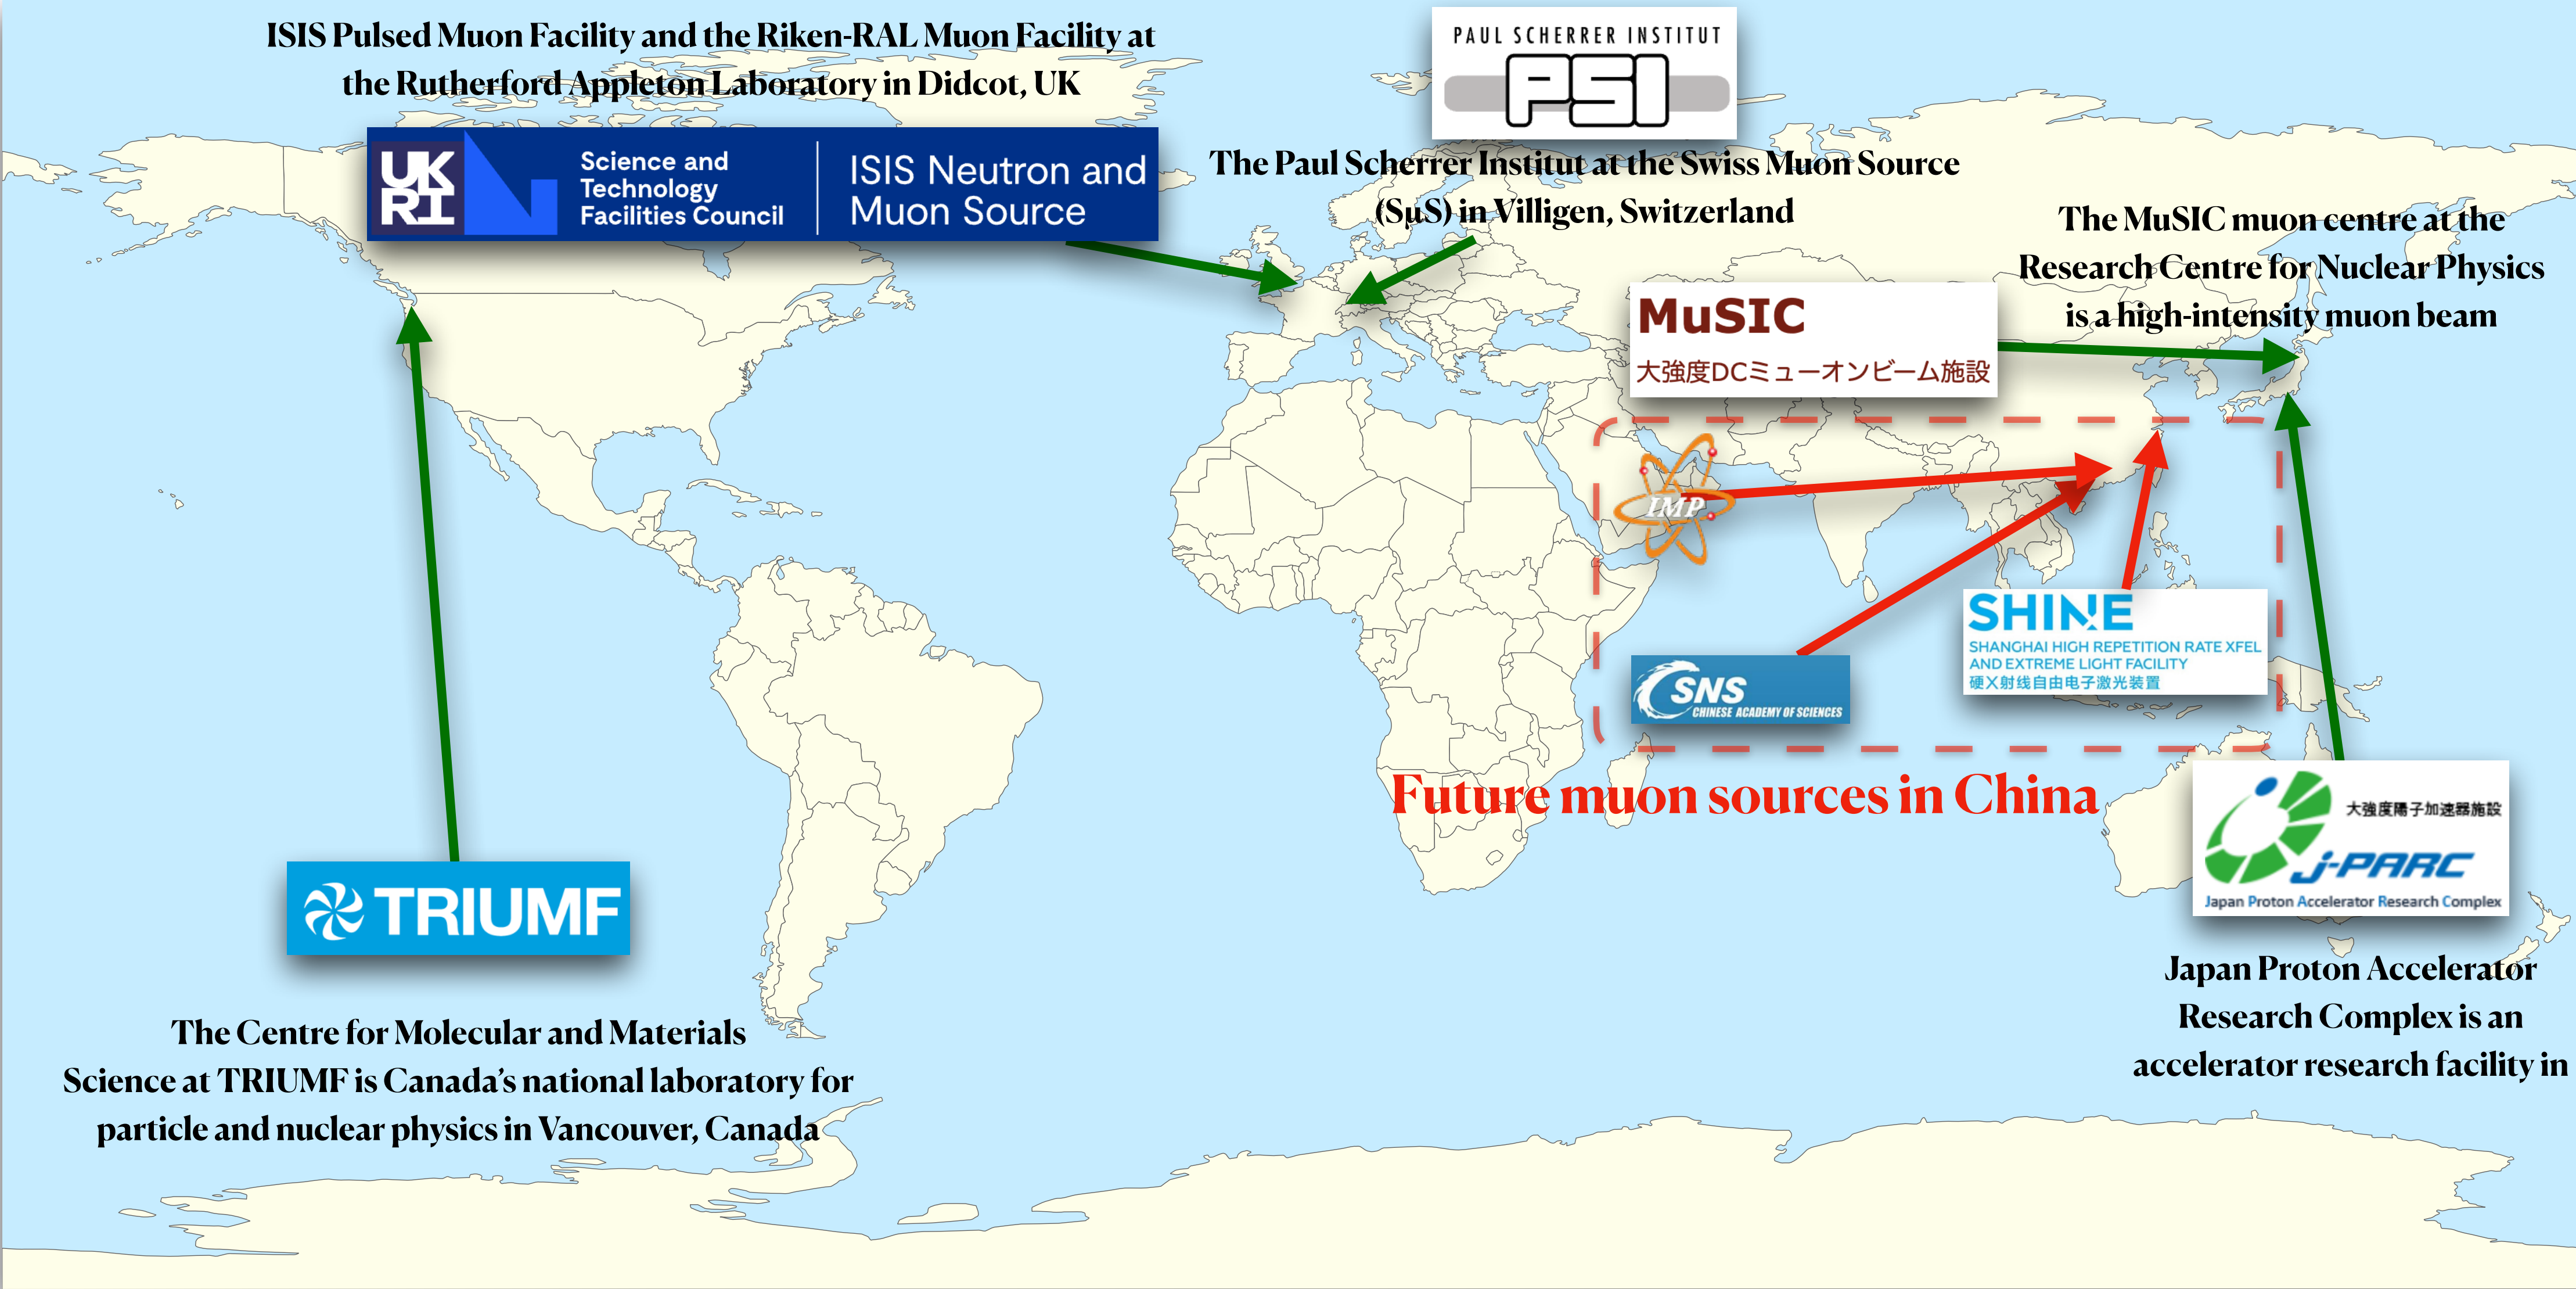 ISIS Pulsed Muon Facility and the Riken-RAL Muon Facility at
the Rutherford Appleton Laboratory in Didcot, UK
UK
RI
Science and
Technology
Facilities Council
ISIS Neutron and
Muon Source
PAUL SCHERRER INSTITUT
PSI
The Paul Scherrer Institut at the Swiss Muon Source
(SμS) in Villigen, Switzerland
The MuSIC muon centre at the
Research Centre for Nuclear Physics
is a high-intensity muon beam
MuSIC
大強度DCミューオンビーム施設
IMP
SHINE
SHANGHAI HIGH REPETITION RATE XFEL
AND EXTREME LIGHT FACILITY
硬X射线自由电子激光装置
CSNS
CHINESE ACADEMY OF SCIENCES
Future muon sources in China
大強度陽子加速器施設
J-PARC
Japan Proton Accelerator Research Complex
Japan Proton Accelerator
Research Complex is an
accelerator research facility in
TRIUMF
The Centre for Molecular and Materials
Science at TRIUMF is Canada's national laboratory for
particle and nuclear physics in Vancouver, Canada